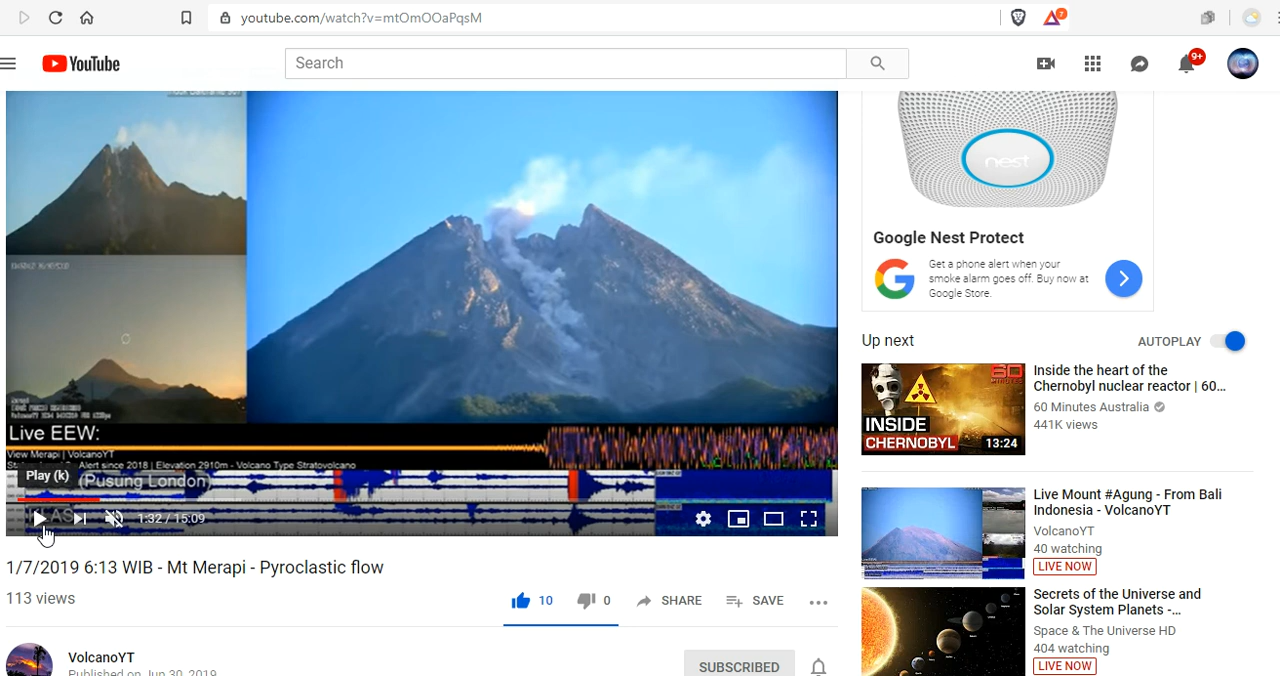 youtube.com/watch?v=mtOmOOaPqsM
7
YouTube
Search
9+
Live EEW:
View Merapi | VolcanoYT
Alert since 2018 | Elevation 2910m - Volcano Type Stratovolcano
Play (k)
(Pusung London)
1:32 / 15:09
1/7/2019 6:13 WIB - Mt Merapi - Pyroclastic flow
113 views
10
0
SHARE
SAVE
VolcanoYT
Published on Jun 30, 2019
SUBSCRIBED
nest
Google Nest Protect
Get a phone alert when your
smoke alarm goes off. Buy now at
Google Store.
Up next
AUTOPLAY
60
INSIDE
CHERNOBYL
13:24
Inside the heart of the
Chernobyl nuclear reactor | 60...
60 Minutes Australia
441K views
Live Mount #Agung - From Bali
Indonesia - VolcanoYT
VolcanoYT
40 watching
LIVE NOW
Secrets of the Universe and
Solar System Planets -...
Space & The Universe HD
404 watching
LIVE NOW